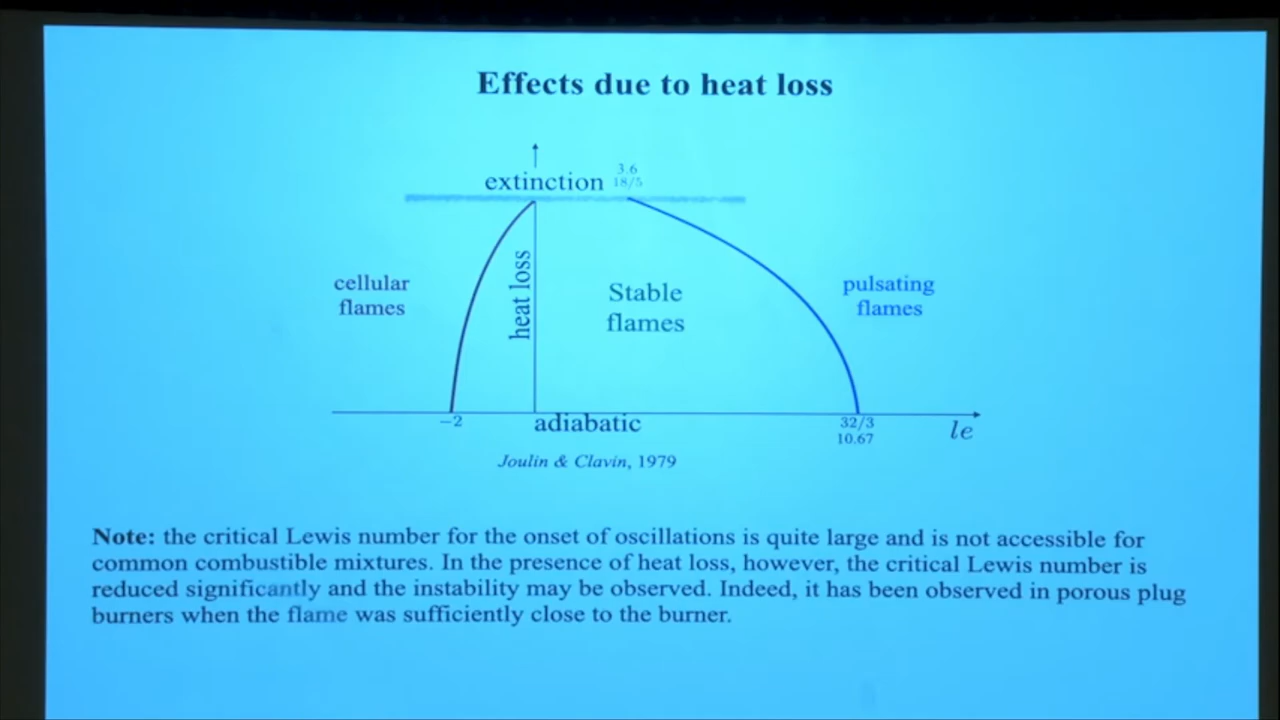 Effects due to heat loss
3.6
extinction 18/5
cellular
flames
heat loss
Stable
flames
pulsating
flames
−2
adiabatic
32/3
10.67
le
Joulin & Clavin, 1979
Note: the critical Lewis number for the onset of oscillations is quite large and is not accessible for
common combustible mixtures. In the presence of heat loss, however, the critical Lewis number is
reduced significantly and the instability may be observed. Indeed, it has been observed in porous plug
burners when the flame was sufficiently close to the burner.